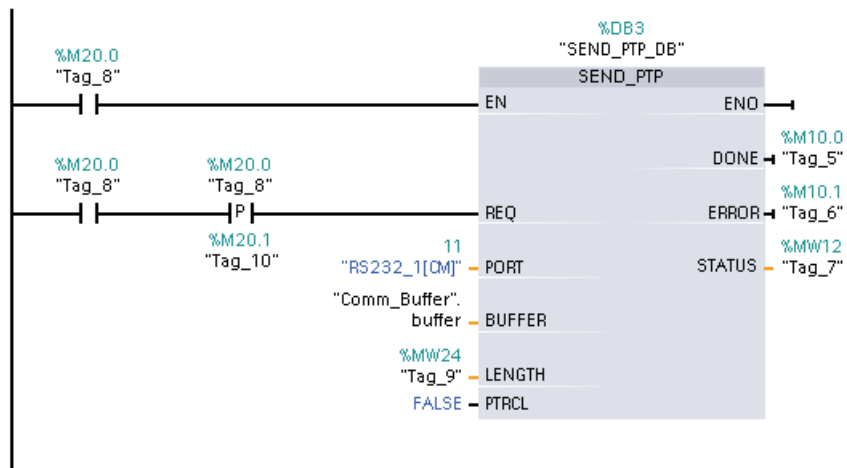 %DB3
"SEND_PTP_DB"
%M20.0
"Tag_8"
SEND_PTP
EN
ENO
DONE
%M10.0
"Tag_5"
%M20.0
"Tag_8"
%M20.0
"Tag_8"
P
%M20.1
"Tag_10"
REQ
ERROR
%M10.1
"Tag_6"
11
"RS232_1[CM]"
PORT
STATUS
%MW12
"Tag_7"
"Comm_Buffer".
buffer
BUFFER
%MW24
"Tag_9"
LENGTH
FALSE
PTRCL